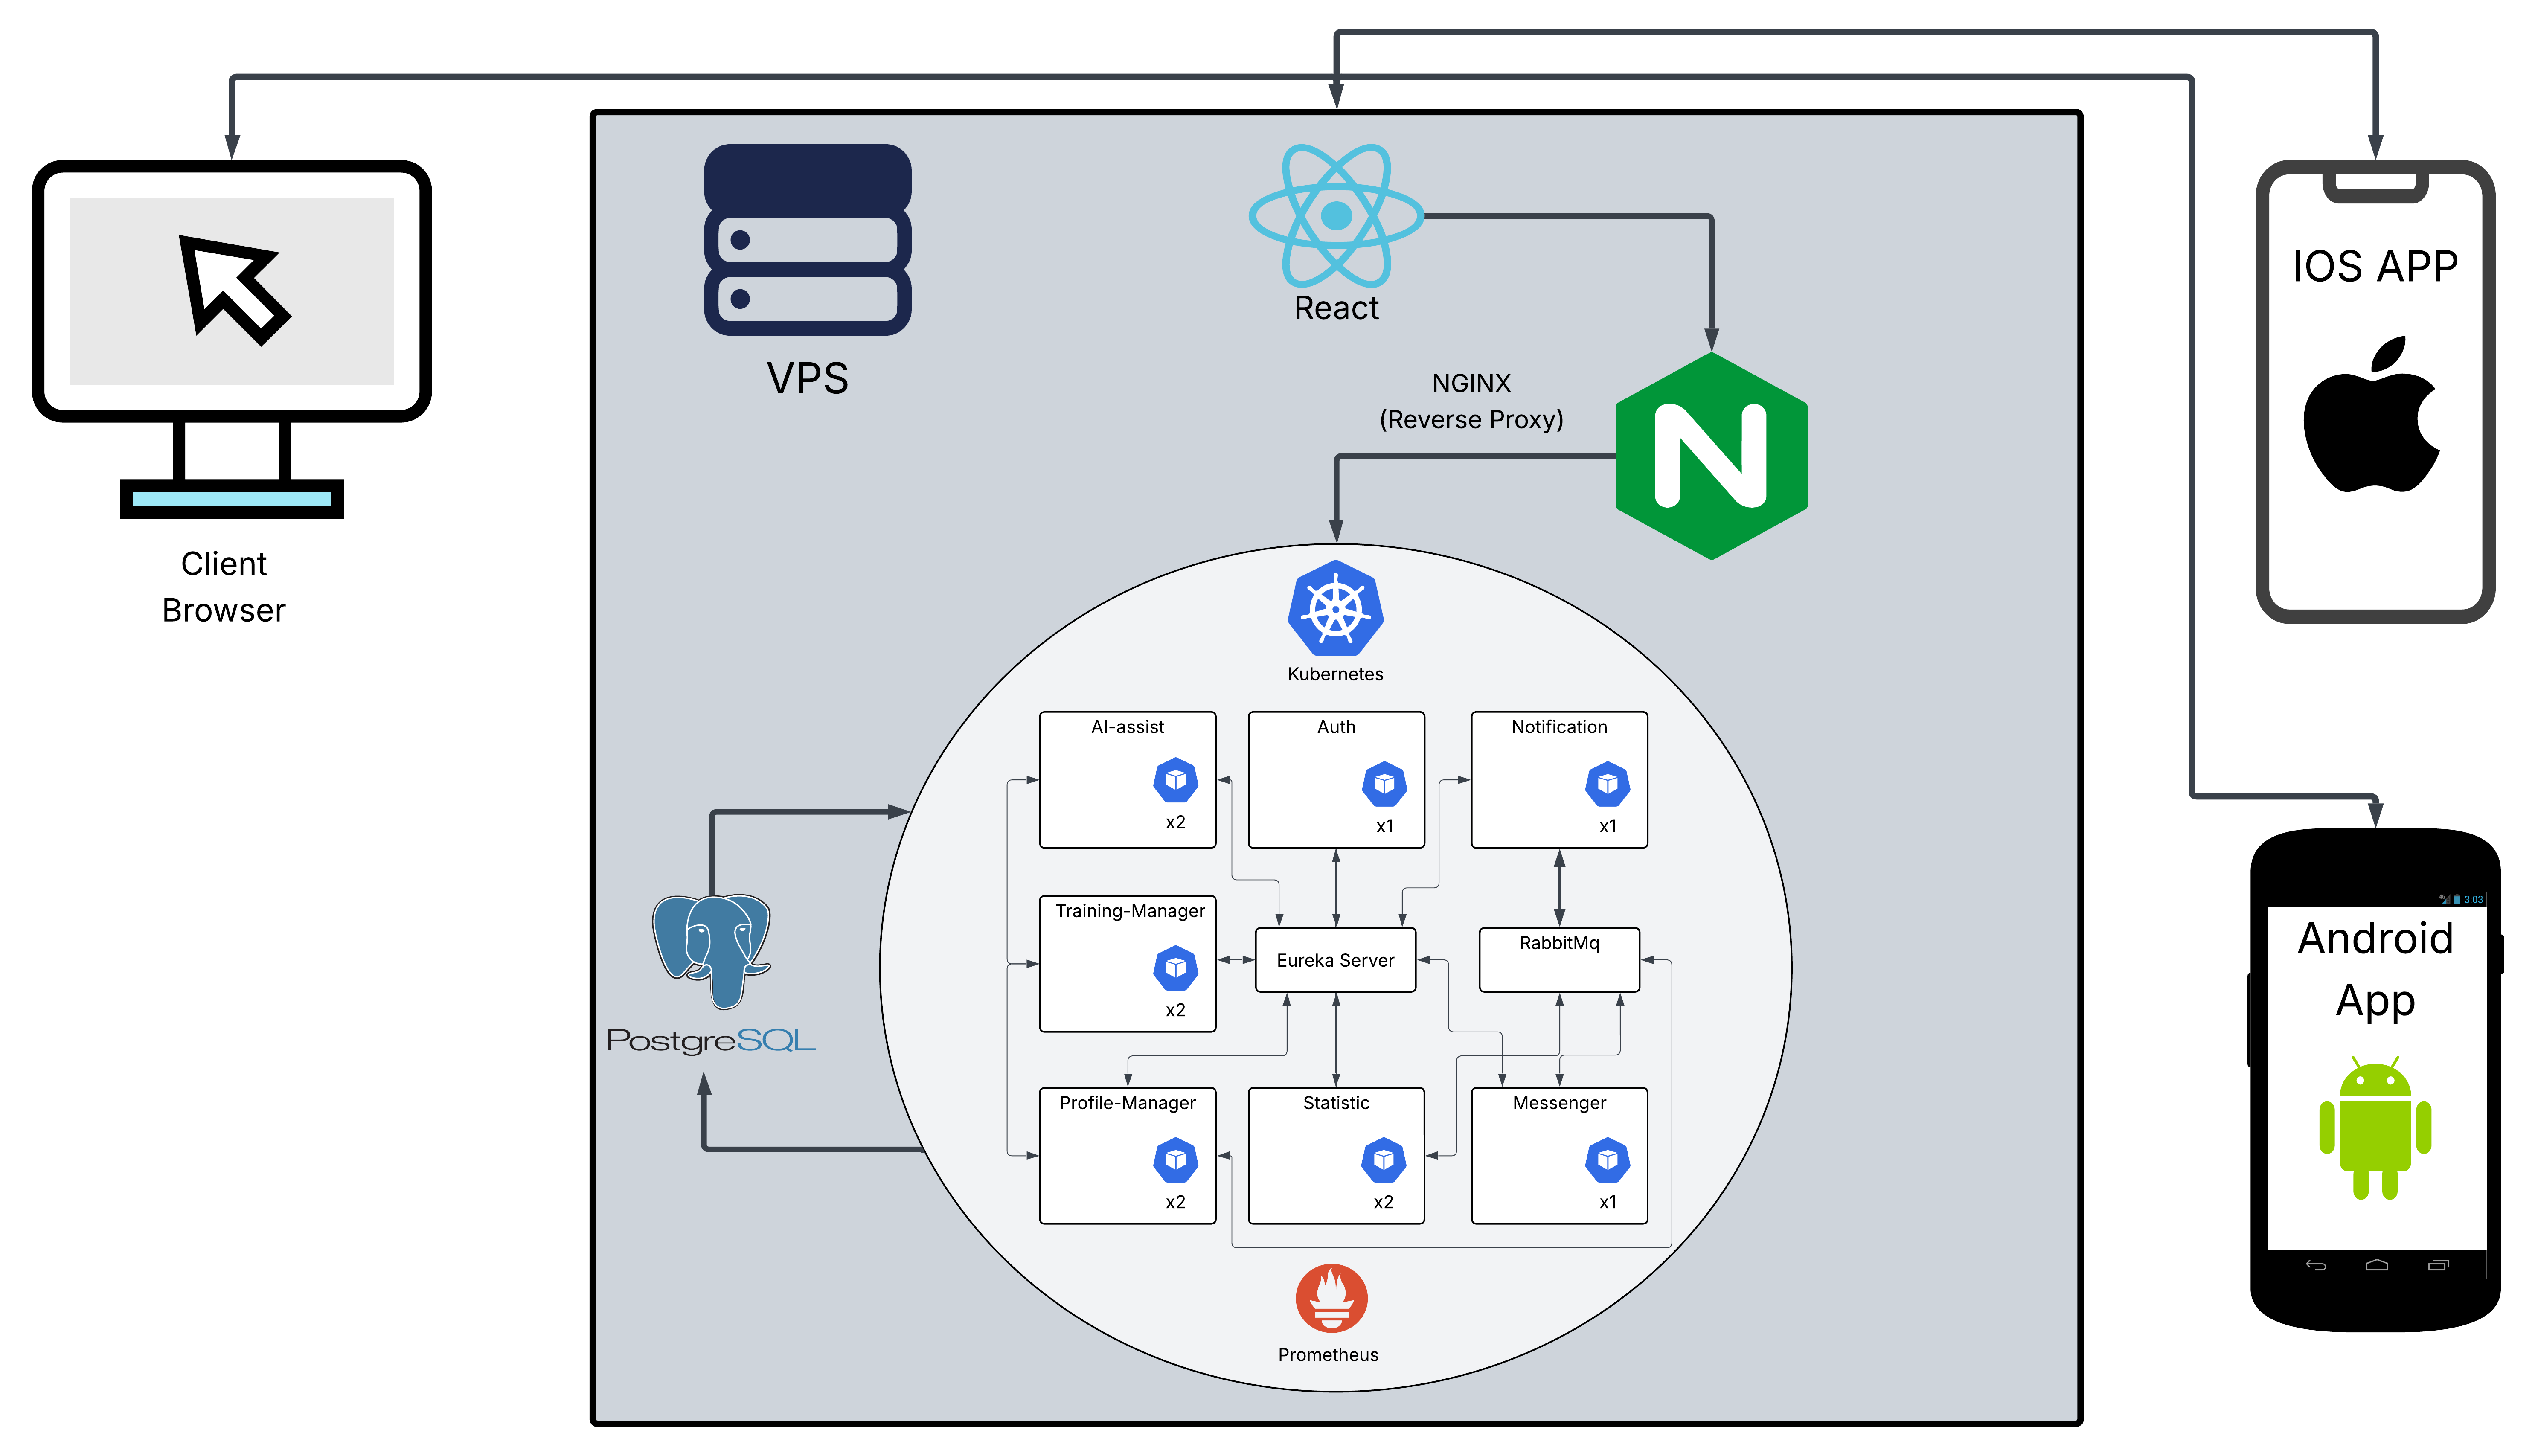 VPS
React
NGINX
(Reverse Proxy)
IOS APP
Client
Browser
Kubernetes
AI-assist
x2
Auth
x1
Notification
x1
Training-Manager
x2
Eureka Server
RabbitMq
PostgreSQL
Profile-Manager
x2
Statistic
x2
Messenger
x1
Prometheus
3:03
Android
App